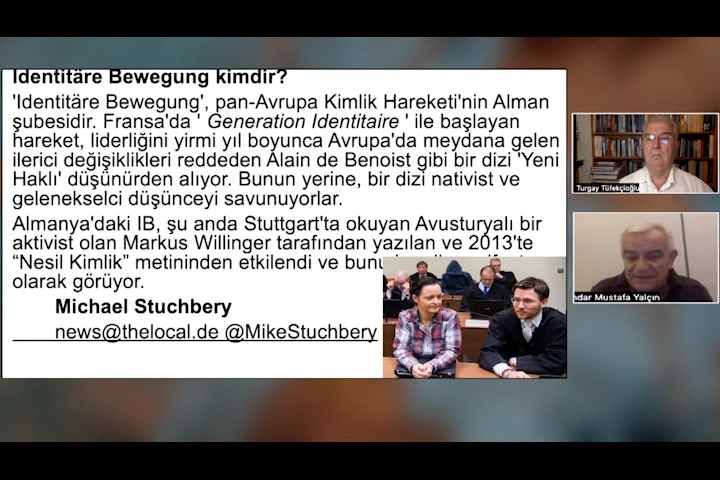 Identitäre Bewegung kimdir?
'Identitäre Bewegung', pan-Avrupa Kimlik Hareketi'nin Alman
şubesidir. Fransa'da ' Generation Identitaire ' ile başlayan
hareket, liderliğini yirmi yıl boyunca Avrupa'da meydana gelen
ilerici değişiklikleri reddeden Alain de Benoist gibi bir dizi 'Yeni
Haklı' düşünürden alıyor. Bunun yerine, bir dizi nativist ve
gelenekselci düşünceyi savunuyorlar.
Almanya'daki IB, şu anda Stuttgart'ta okuyan Avusturyalı bir
aktivist olan Markus Willinger tarafından yazılan ve 2013'te
“Nesil Kimlik” metininden etkilendi ve
olarak görüyor.
Michael Stuchbery
news@thelocal.de @MikeStuchbery
Turgay Tüfekçioğlu
ndar Mustafa Yalçın